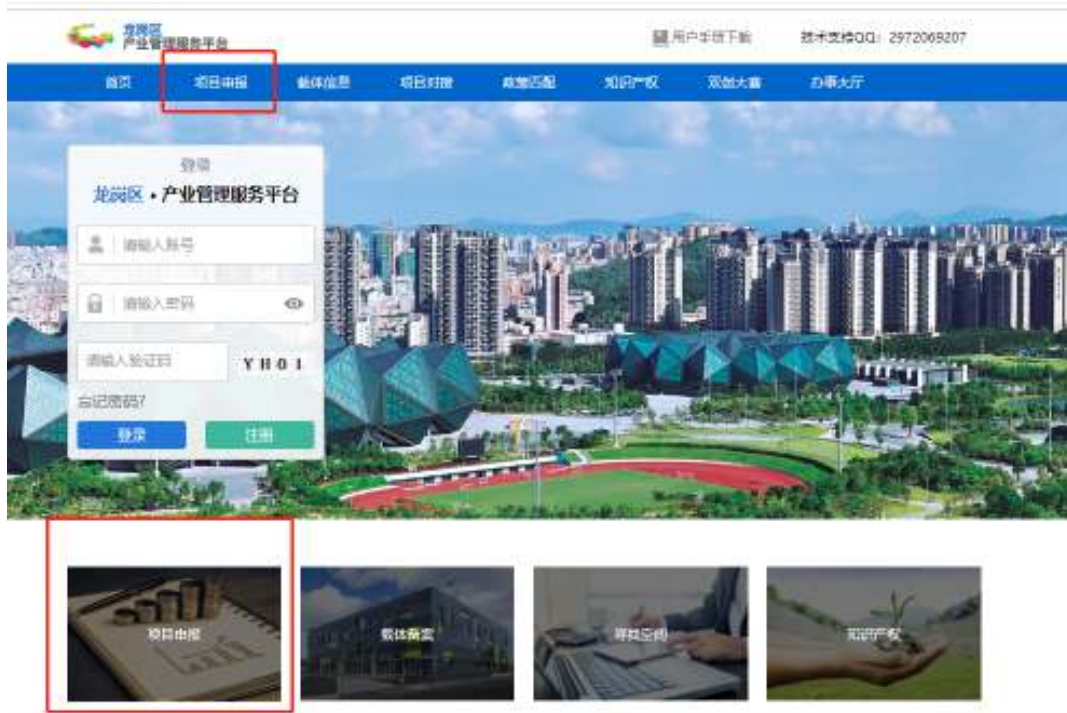 龙岗区
产业管理服务平台
用户手册下载
技术支持QQ: 2972069207
首页 项目申报 载体信息 项目对接 政策匹配 知识产权 双创大赛 办事大厅
登录
龙岗区·产业管理服务平台
请输入账号
请输入密码
请输入验证码 YH01
忘记密码?
登录 注册
项目申报 载体备案 寻找空间 知识产权